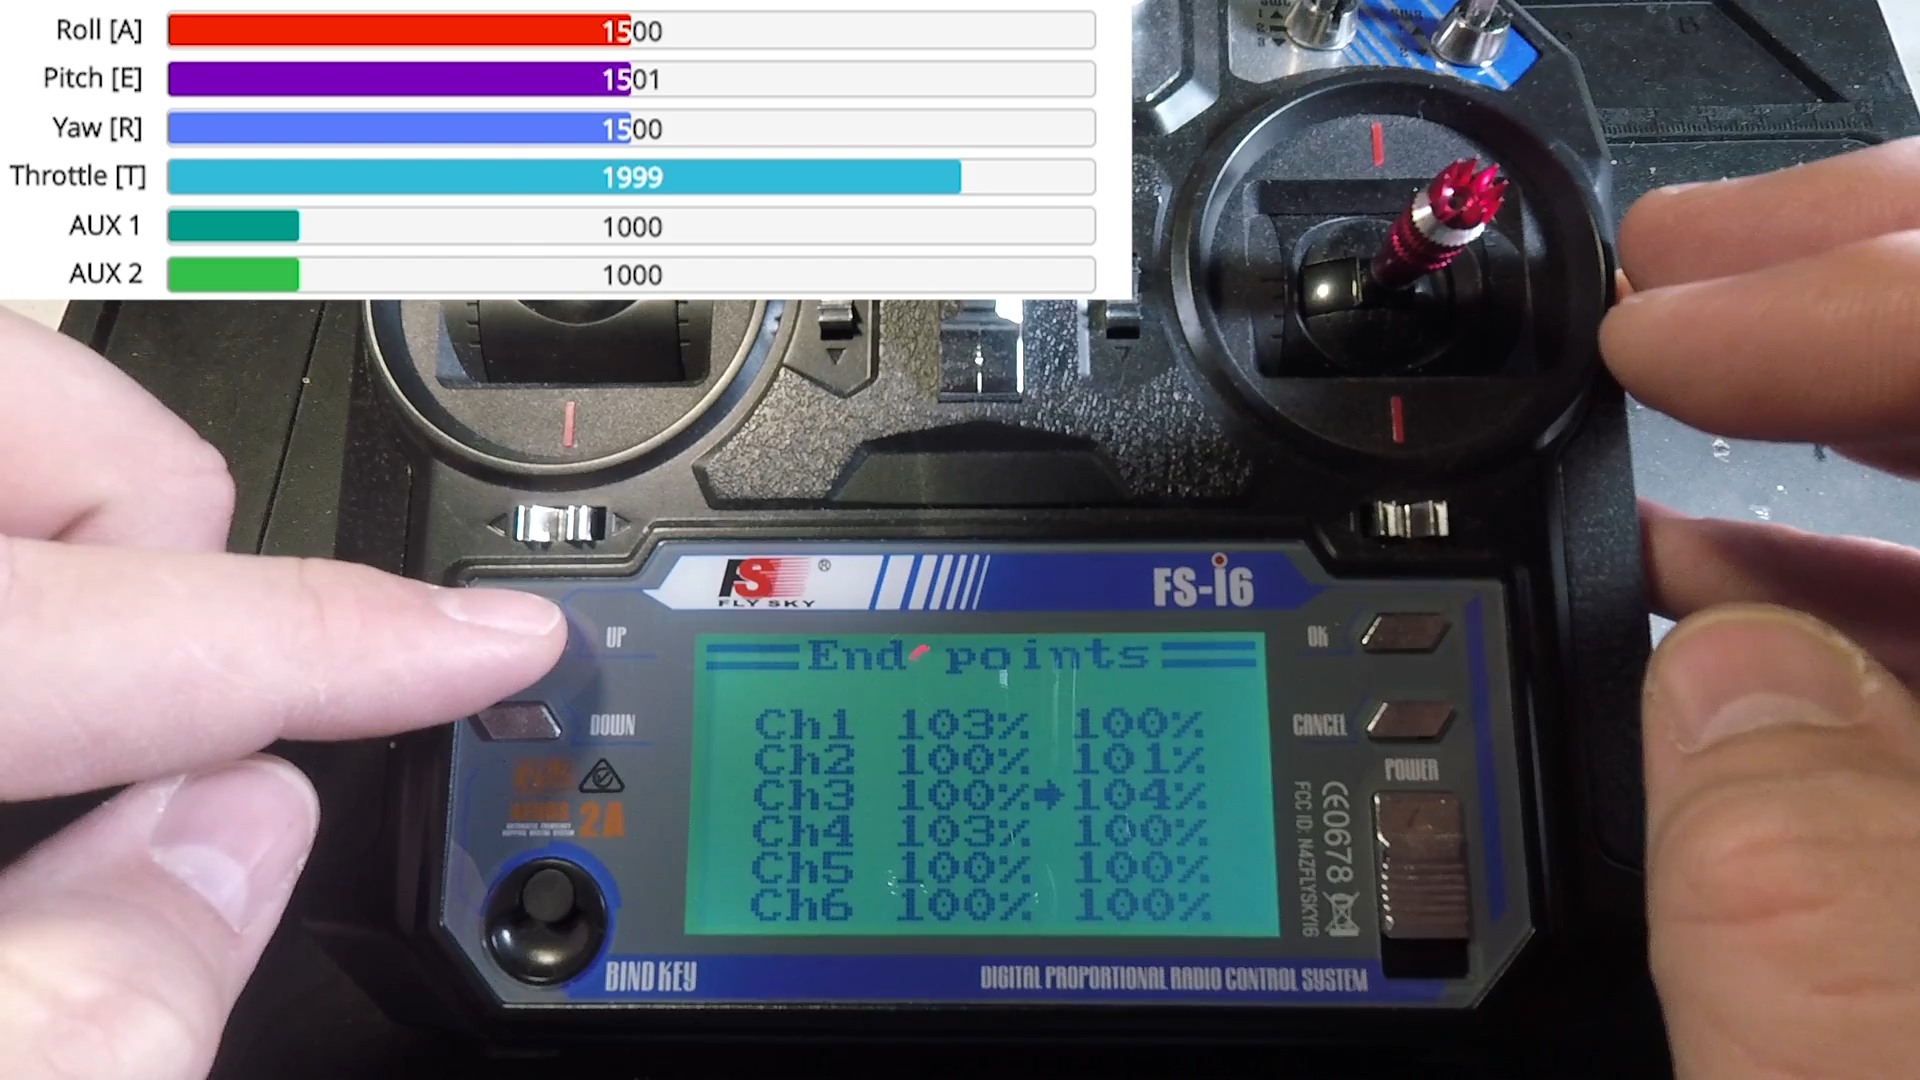 Roll [A] 1500
Pitch [E] 1501
Yaw [R] 1500
Throttle [T] 1999
AUX 1 1000
AUX 2 1000
FS ®
FLY SKY
FS-i6
UP
DOWN
OK
CANCEL
POWER
End points
Ch1 103% 100%
Ch2 100% 101%
Ch3 100% 104%
Ch4 103% 100%
Ch5 100% 100%
Ch6 100% 100%
2A
CE0678
FCC ID: N4ZFLYSKYI6
BIND KEY
DIGITAL PROPORTIONAL RADIO CONTROL SYSTEM